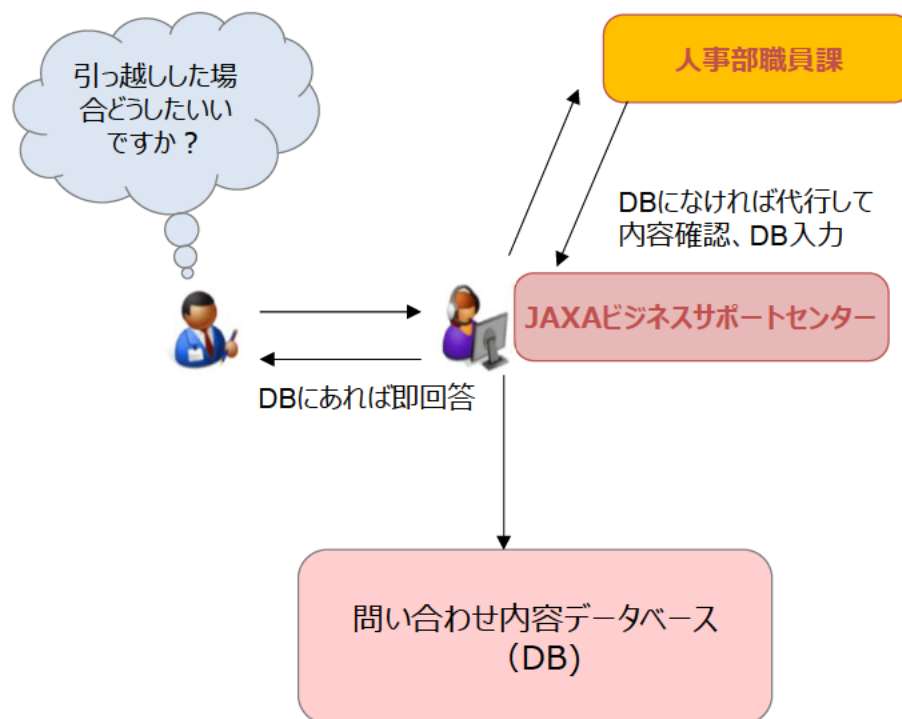 引っ越しした場
合どうしたいい
ですか？
人事部職員課
DBになければ代行して
内容確認、DB入力
JAXAビジネスサポートセンター
DBにあれば即回答
問い合わせ内容データベース
（DB)